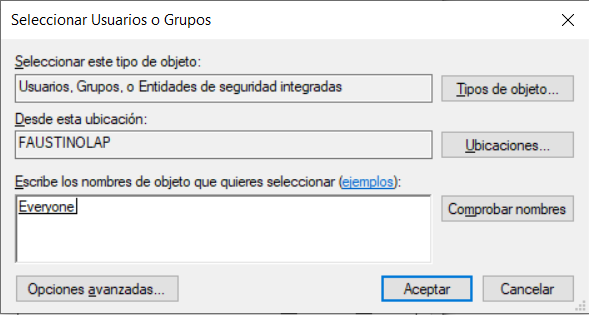 Seleccionar Usuarios o Grupos
Seleccionar este tipo de objeto:
Usuarios, Grupos, o Entidades de seguridad integradas
Tipos de objeto...
Desde esta ubicación:
FAUSTINOLAP
Ubicaciones...
Escribe los nombres de objeto que quieres seleccionar (ejemplos):
Everyone
Comprobar nombres
Opciones avanzadas...
Aceptar
Cancelar